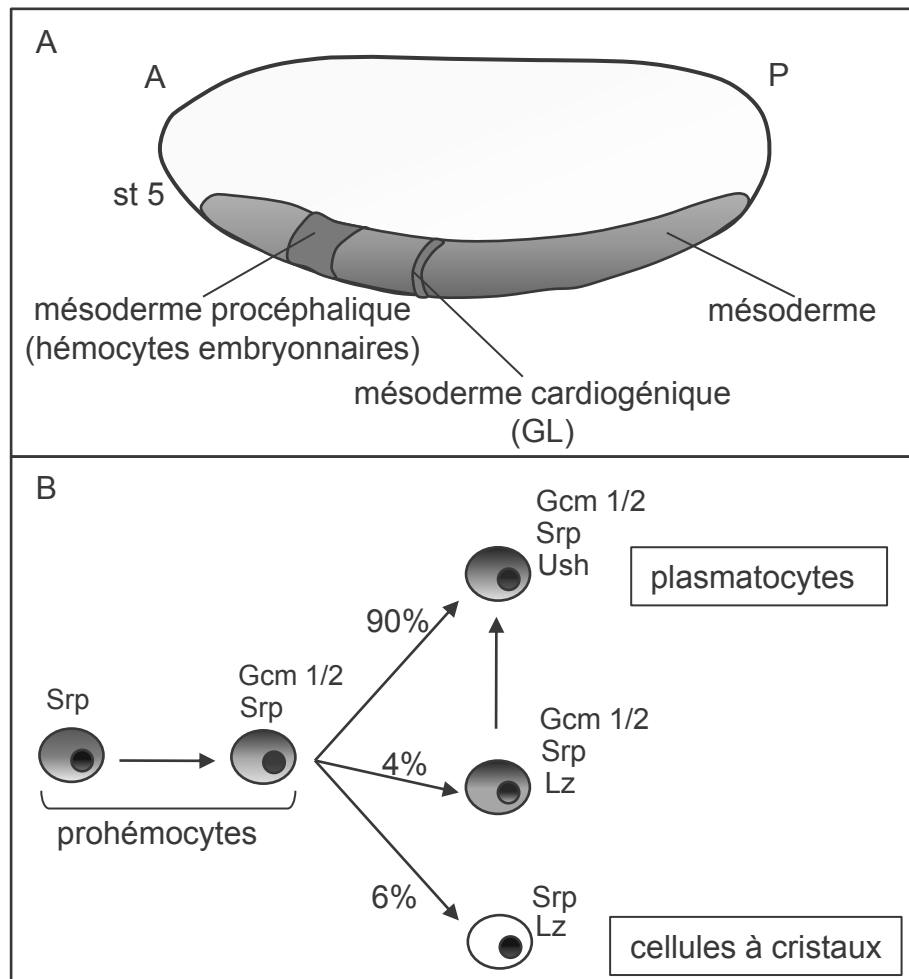 A
A
P
st 5
mésoderme procéphalique
(hémocytes embryonnaires)
mésoderme
mésoderme cardiogénique
(GL)
B
Gcm 1/2
Srp
Ush
plasmatocytes
90%
Srp
Gcm 1/2
Srp
Gcm 1/2
Srp
Lz
4%
prohémocytes
6%
Srp
Lz
cellules à cristaux